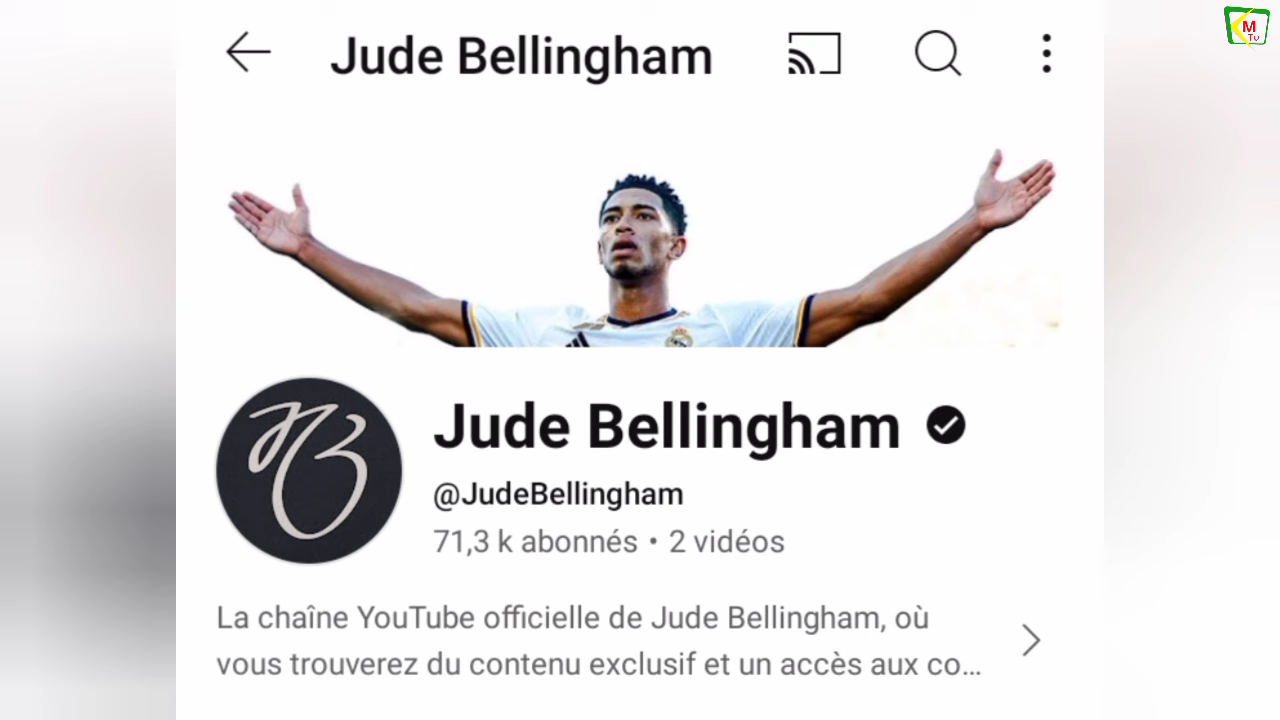 Jude Bellingham
M
Tv
Jude Bellingham
@JudeBellingham
71,3 k abonnés • 2 vidéos
La chaîne YouTube officielle de Jude Bellingham, où
vous trouverez du contenu exclusif et un accès aux co...